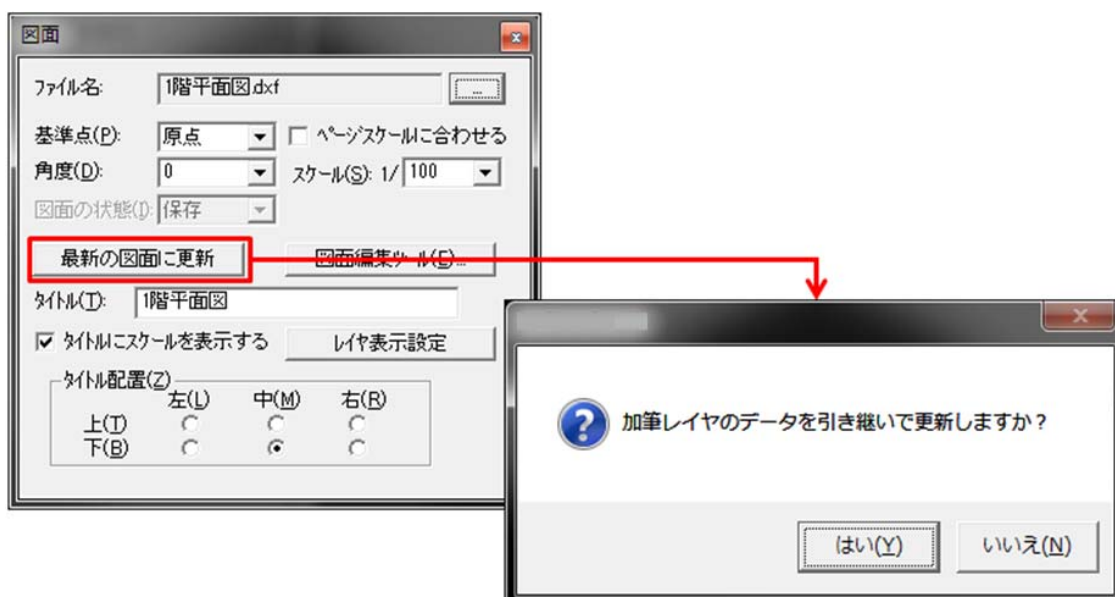 図面
ファイル名: 1階平面図.dxf ...
基準点(P): 原点 ページスケールに合わせる
角度(D): 0 スケール(S): 1/ 100
図面の状態(I): 保存
最新の図面に更新 図面編集ツール(E)...
タイトル(T): 1階平面図
タイトルにスケールを表示する レイヤ表示設定
タイトル配置(Z)
左(L) 中(M) 右(R)
上(T)
下(B)
加筆レイヤのデータを引き継いで更新しますか？
はい(Y) いいえ(N)